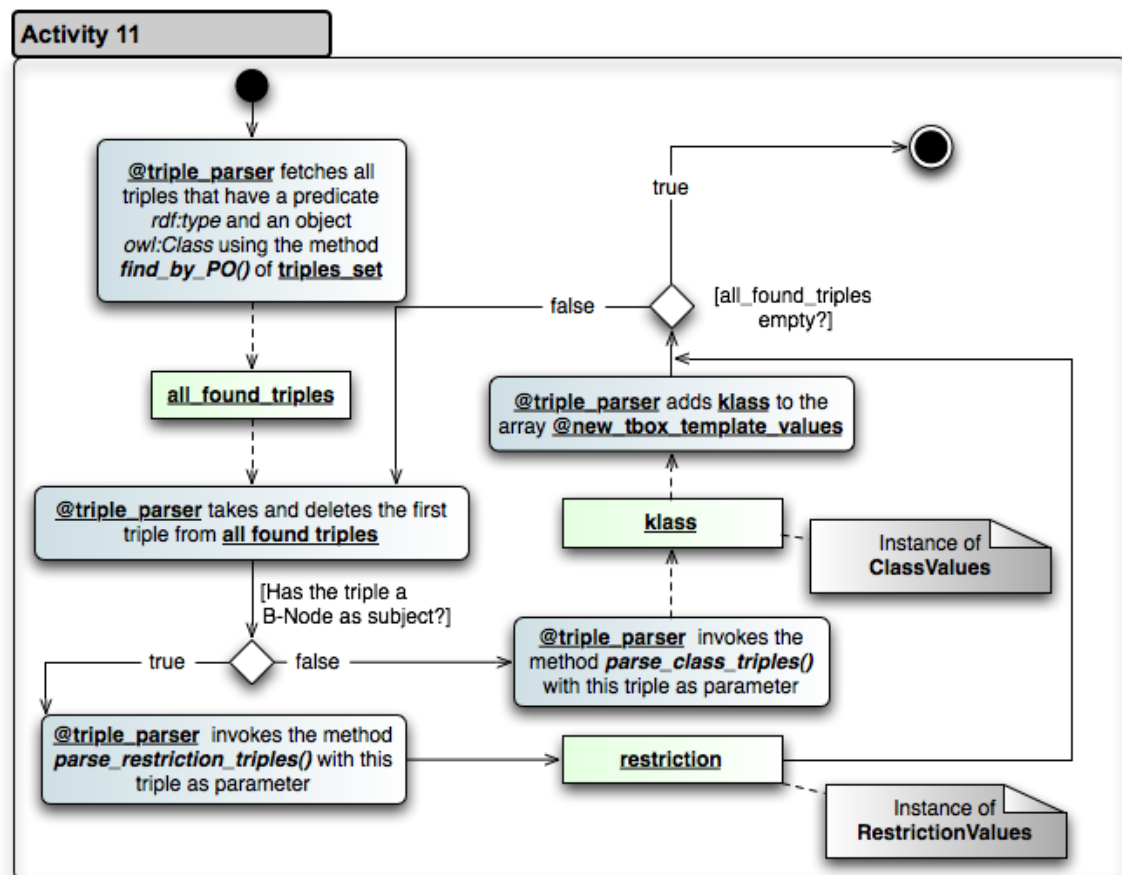 Activity 11
@triple_parser fetches all
triples that have a predicate
rdf:type and an object
owl:Class using the method
find_by_PO() of triples_set
true
false
[all_found_triples
empty?]
all_found_triples
@triple_parser adds klass to the
array @new_tbox_template_values
@triple_parser takes and deletes the first
triple from all found triples
klass
Instance of
ClassValues
[Has the triple a
B-Node as subject?]
true
false
@triple_parser invokes the
method parse_class_triples()
with this triple as parameter
@triple_parser invokes the method
parse_restriction_triples() with this
triple as parameter
restriction
Instance of
RestrictionValues